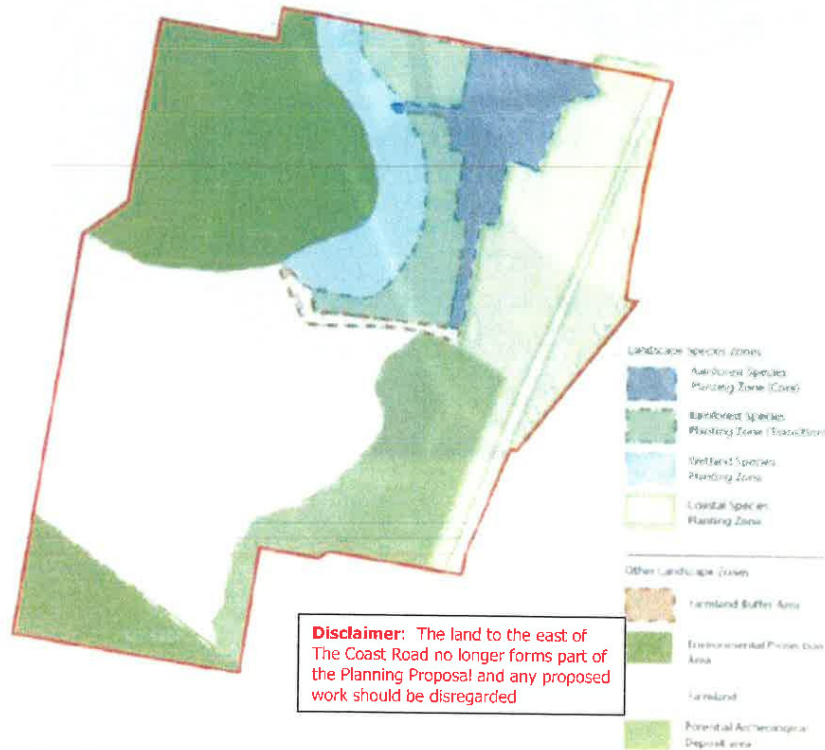 Landscape Species Zones
Rainforest Species
Planting Zone (Core)
Rainforest Species
Planting Zone (Transition)
Wetland Species
Planting Zone
Coastal Species
Planting Zone
Other Landscape Zones
Farmland Buffer Area
Environmental Protection
Area
Farmland
Potential Archeological
Deposit area
Disclaimer: The land to the east of
The Coast Road no longer forms part of
the Planning Proposal and any proposed
work should be disregarded